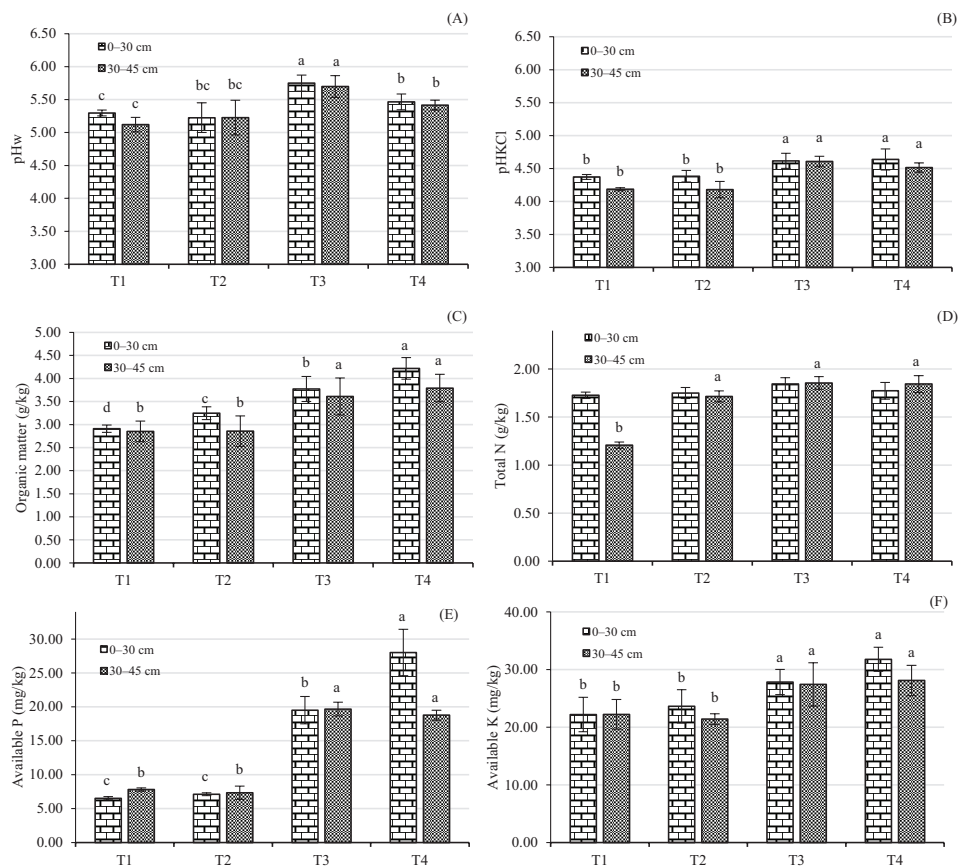 (A)
6.50
6.00
5.50
5.00
4.50
4.00
3.50
3.00
pHw
0–30 cm
30–45 cm
c c bc bc a a b b
T1 T2 T3 T4
(B)
6.50
6.00
5.50
5.00
4.50
4.00
3.50
3.00
pHKCl
0–30 cm
30–45 cm
b b b b a a a a
T1 T2 T3 T4
(C)
5.00
4.50
4.00
3.50
3.00
2.50
2.00
1.50
1.00
0.50
0.00
Organic matter (g/kg)
0–30 cm
30–45 cm
d b c b b a a a
T1 T2 T3 T4
(D)
2.00
1.50
1.00
0.50
0.00
Total N (g/kg)
0–30 cm
30–45 cm
b a a a
T1 T2 T3 T4
(E)
30.00
25.00
20.00
15.00
10.00
5.00
0.00
Available P (mg/kg)
0–30 cm
30–45 cm
c b c b b a a a
T1 T2 T3 T4
(F)
40.00
30.00
20.00
10.00
0.00
Available K (mg/kg)
0–30 cm
30–45 cm
b b b b a a a a
T1 T2 T3 T4